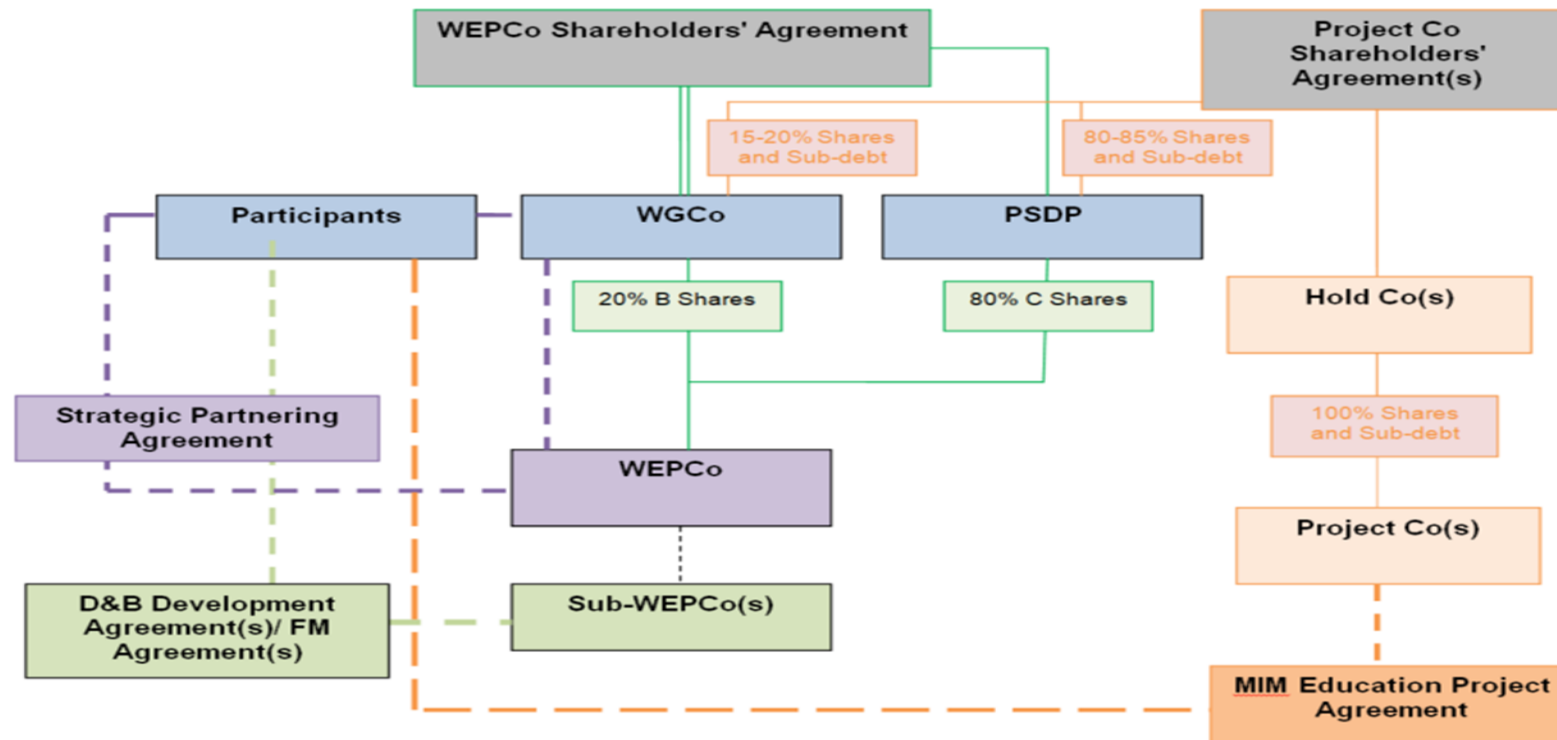 WEPCo Shareholders' Agreement
Project Co
Shareholders'
Agreement(s)
15-20% Shares
and Sub-debt
80-85% Shares
and Sub-debt
Participants
WGCo
PSDP
20% B Shares
80% C Shares
Hold Co(s)
Strategic Partnering
Agreement
100% Shares
and Sub-debt
WEPCo
Project Co(s)
D&B Development
Agreement(s)/ FM
Agreement(s)
Sub-WEPCo(s)
MIM Education Project
Agreement